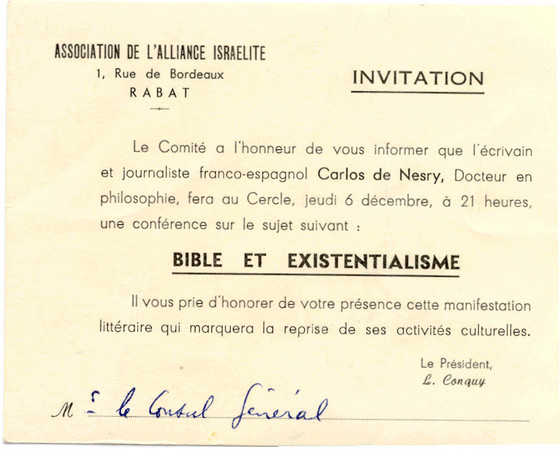 ASSOCIATION DE L'ALLIANCE ISRAELITE
1, Rue de Bordeaux
RABAT
INVITATION
Le Comité a l'honneur de vous informer que l'écrivain
et journaliste franco-espagnol Carlos de Nesry, Docteur en
philosophie, fera au Cercle, jeudi 6 décembre, à 21 heures,
une conférence sur le sujet suivant :
BIBLE ET EXISTENTIALISME
Il vous prie d'honorer de votre présence cette manifestation
littéraire qui marquera la reprise de ses activités culturelles.
Le Président,
L. Conquy
Mr le Consul Général